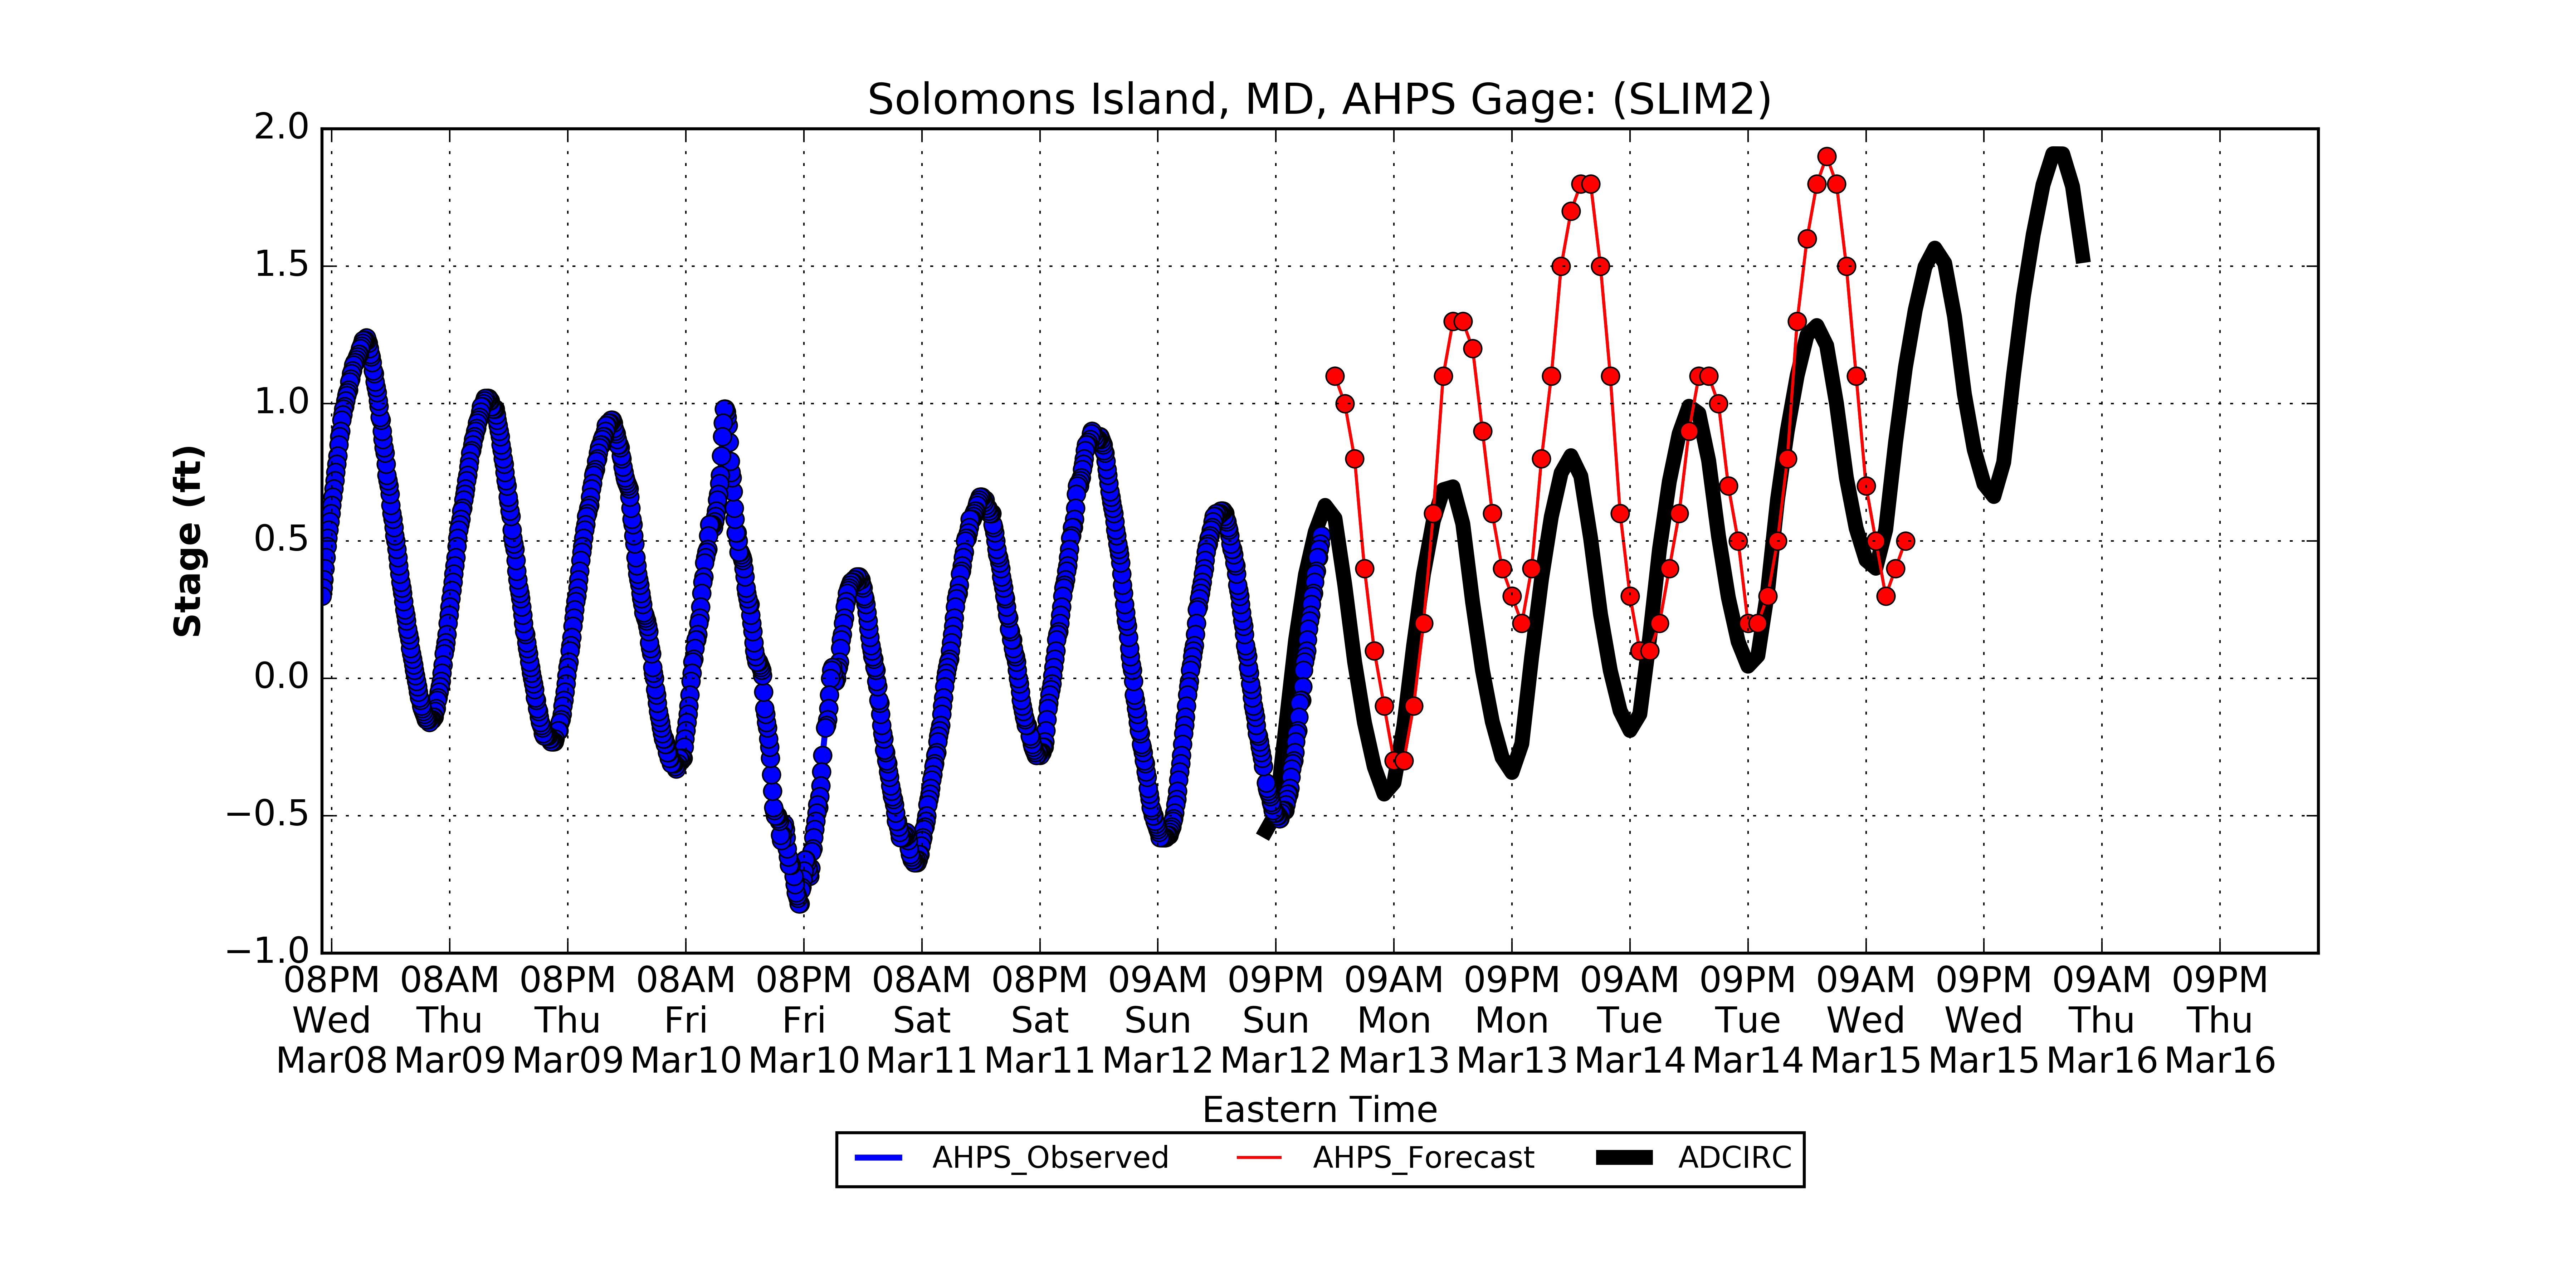 Solomons Island, MD, AHPS Gage: (SLIM2)
2.0
1.5
1.0
0.5
0.0
−0.5
−1.0
Stage (ft)
08PM 08AM 08PM 08AM 08PM 08AM 08PM 09AM 09PM 09AM 09PM 09AM 09PM 09AM 09PM 09AM 09PM
Wed Thu Thu Fri Fri Sat Sat Sun Sun Mon Mon Tue Tue Wed Wed Thu Thu
Mar08 Mar09 Mar09 Mar10 Mar10 Mar11 Mar11 Mar12 Mar12 Mar13 Mar13 Mar14 Mar14 Mar15 Mar15 Mar16 Mar16
Eastern Time
AHPS_Observed AHPS_Forecast ADCIRC